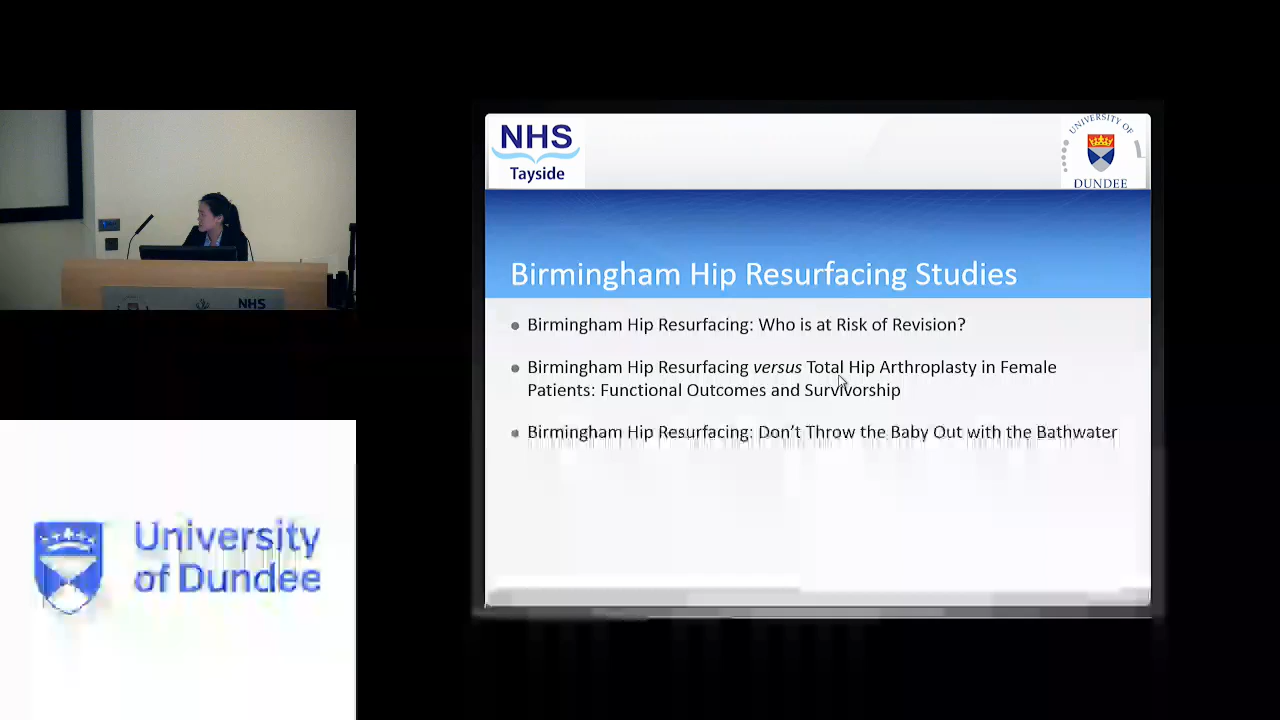 NHS
NHS
Tayside
UNIVERSITY OF
DUNDEE
Birmingham Hip Resurfacing Studies
Birmingham Hip Resurfacing: Who is at Risk of Revision?
Birmingham Hip Resurfacing versus Total Hip Arthroplasty in Female
Patients: Functional Outcomes and Survivorship
Birmingham Hip Resurfacing: Don't Throw the Baby Out with the Bathwater
University
of Dundee